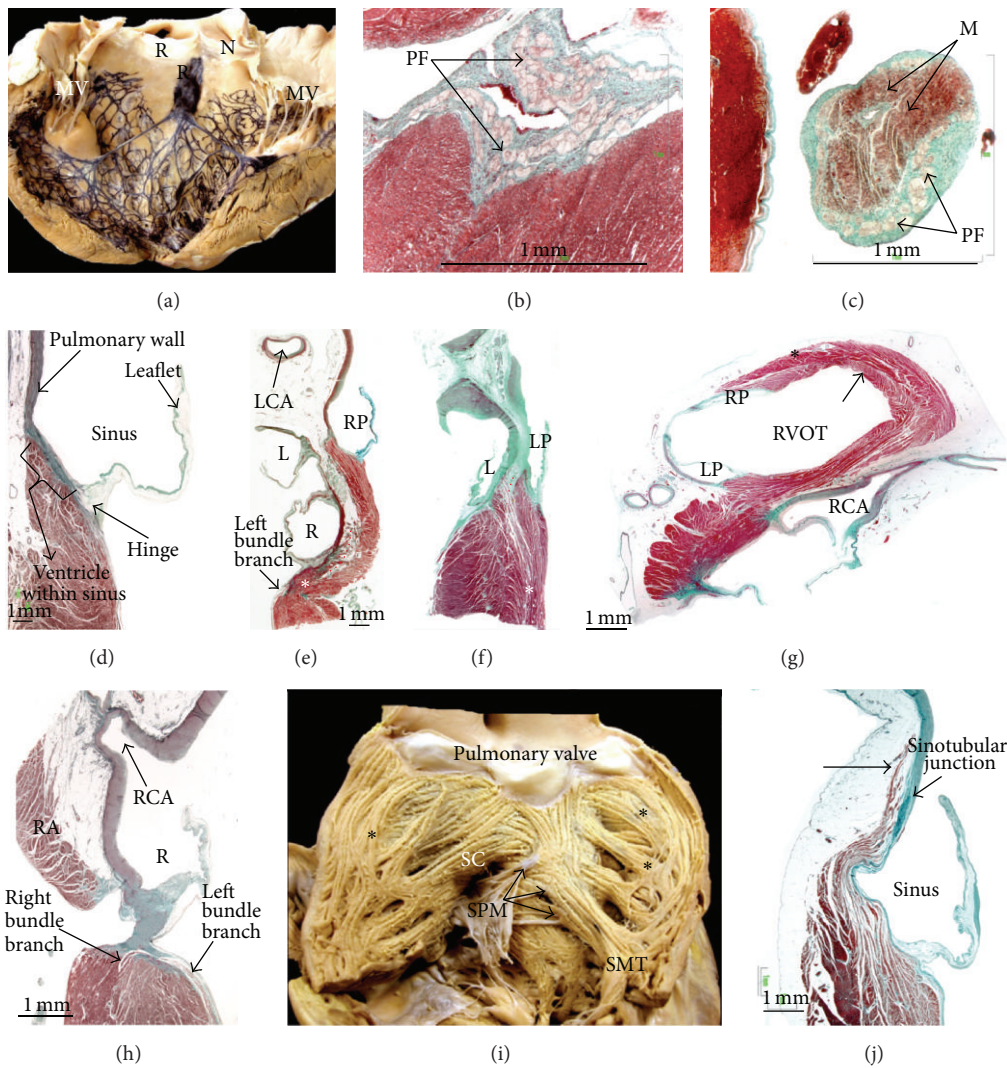 R
R
N
MV
MV
(a)
PF
1 mm
(b)
M
PF
1 mm
(c)
Pulmonary wall
Leaflet
Sinus
Hinge
Ventricle
within sinus
1 mm
(d)
LCA
RP
L
R
Left
bundle
branch
*
1 mm
(e)
L
LP
*
(f)
*
RP
RVOT
LP
RCA
1 mm
(g)
RCA
RA
R
Right
bundle
branch
Left
bundle
branch
1 mm
(h)
Pulmonary valve
*
*
*
SC
SPM
SMT
(i)
Sinotubular
junction
Sinus
1 mm
(j)